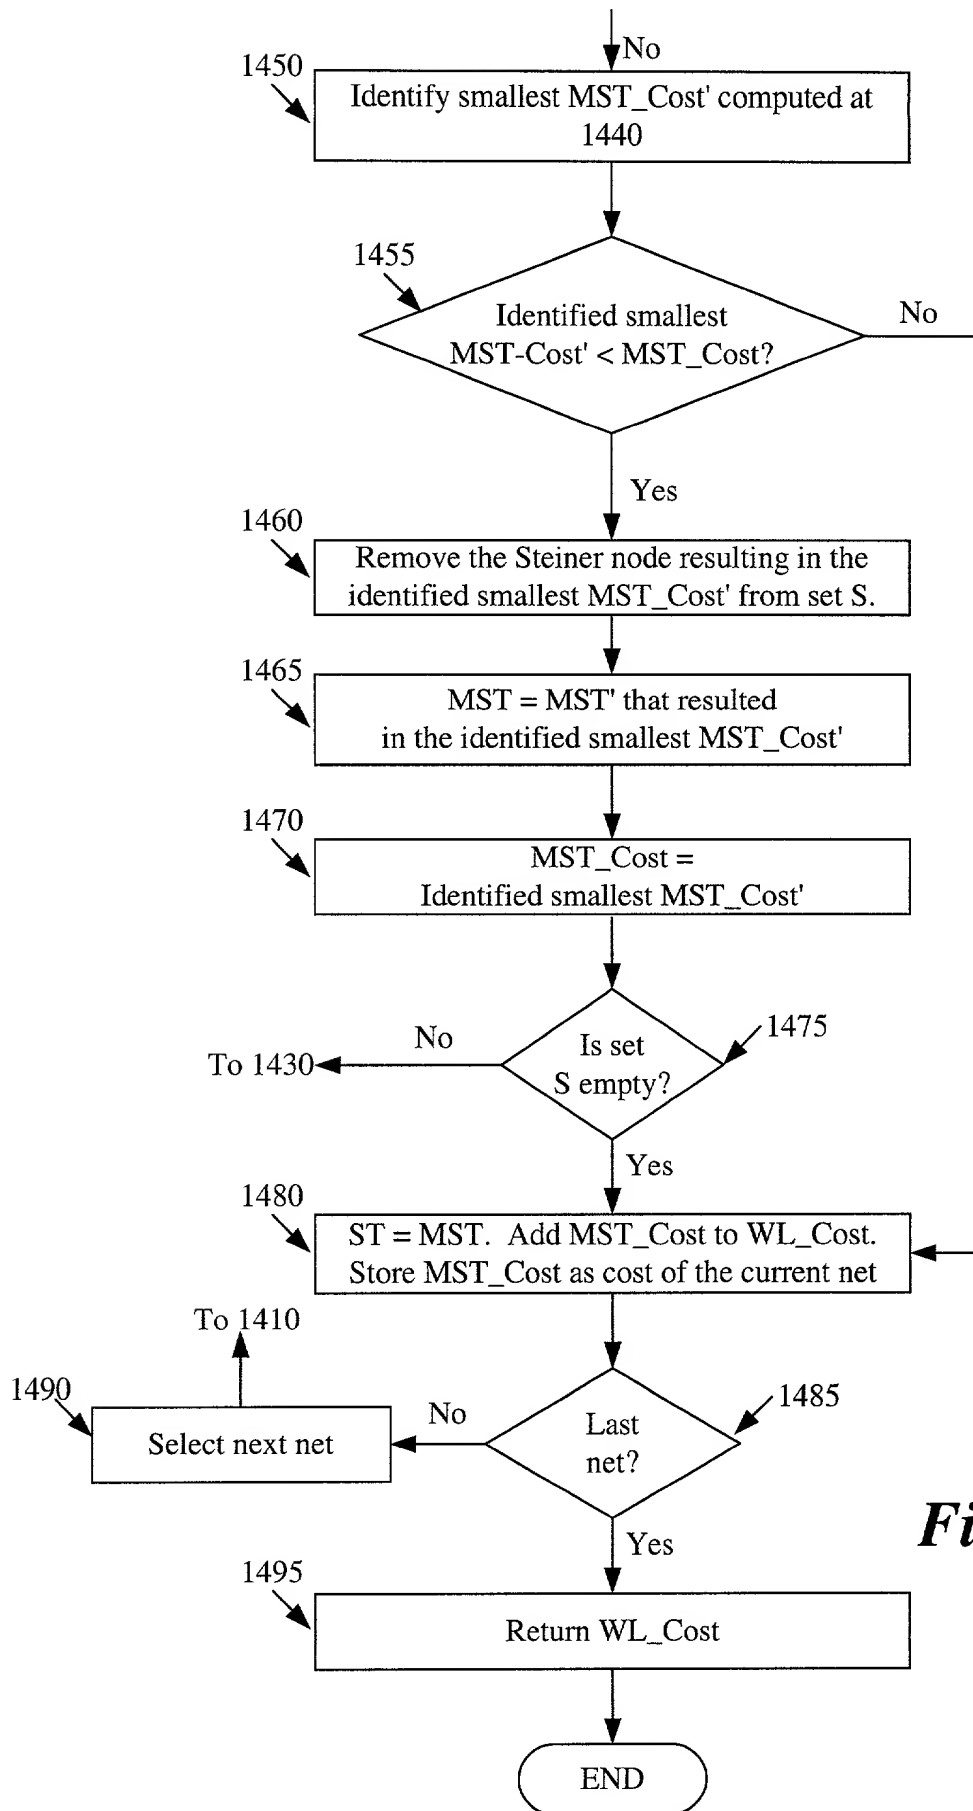 No
1450
Identify smallest MST_Cost' computed at
1440
1455
Identified smallest
MST-Cost' < MST_Cost?
No
Yes
1460
Remove the Steiner node resulting in the
identified smallest MST_Cost' from set S.
1465
MST = MST' that resulted
in the identified smallest MST_Cost'
1470
MST_Cost =
Identified smallest MST_Cost'
1475
Is set
S empty?
No
To 1430
Yes
1480
ST = MST. Add MST_Cost to WL_Cost.
Store MST_Cost as cost of the current net
To 1410
1490
Select next net
No
1485
Last
net?
Fi
Yes
1495
Return WL_Cost
END